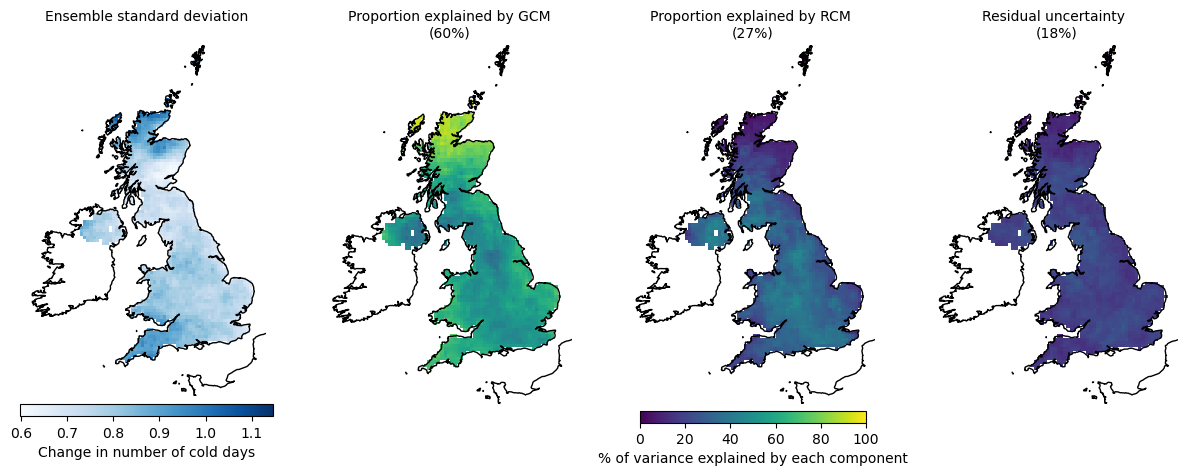 Ensemble standard deviation
Proportion explained by GCM
(60%)
Proportion explained by RCM
(27%)
Residual uncertainty
(18%)
0.6 0.7 0.8 0.9 1.0 1.1
Change in number of cold days
0 20 40 60 80 100
% of variance explained by each component